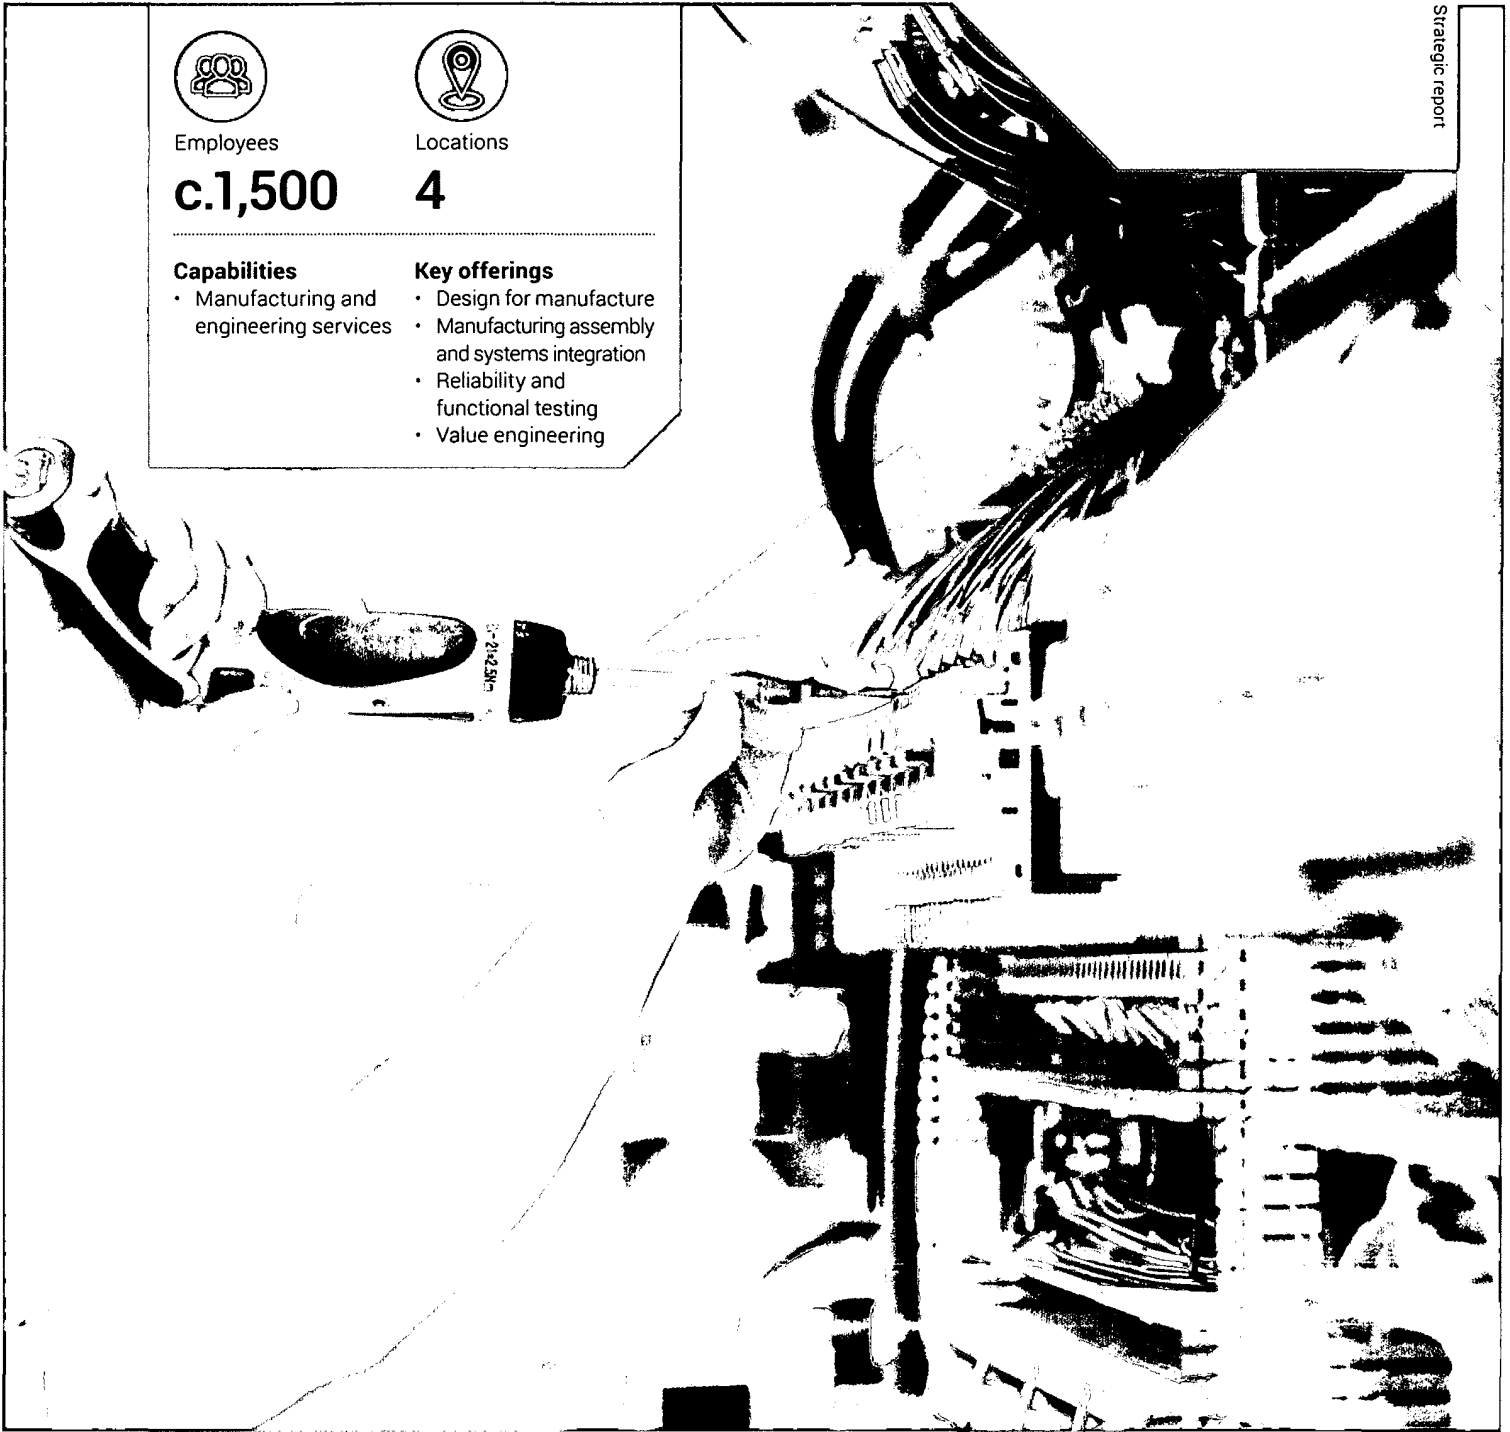 Strategic report
Employees
c.1,500
Locations
4
Capabilities
• Manufacturing and
engineering services
Key offerings
• Design for manufacture
• Manufacturing assembly
and systems integration
• Reliability and
functional testing
• Value engineering